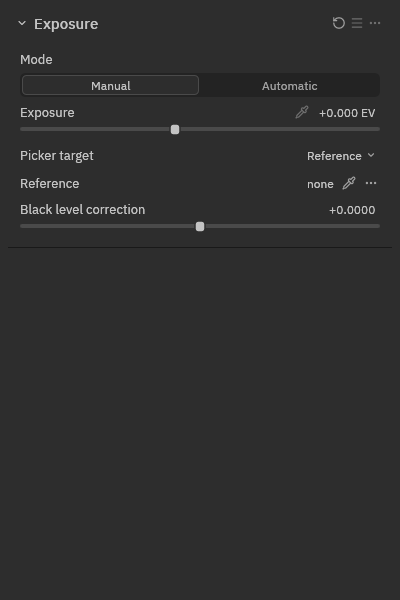 Exposure
Mode
Manual Automatic
Exposure +0.000 EV
Picker target Reference
Reference none
Black level correction +0.0000